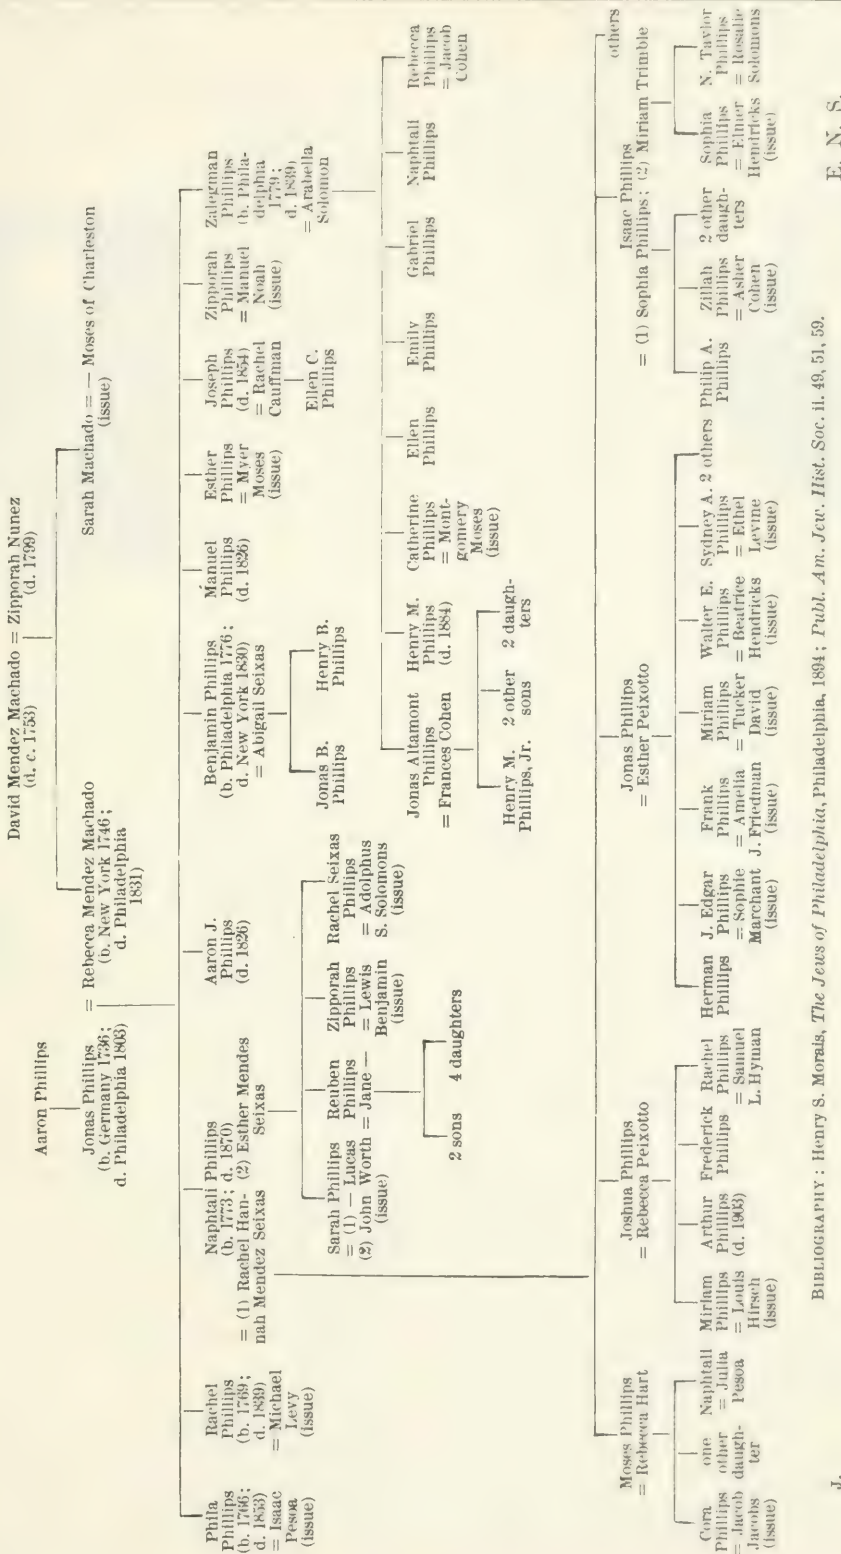 David Mendez Machado = Zipporah Nunez
(d. c. 1753) (d. 1799)
Aaron Phillips
Jonas Phillips
(b. Germany 1736;
d. Philadelphia 1803)
= Rebecca Mendez Machado
(b. New York 1746;
d. Philadelphia
1831)
Sarah Machado = — Moses of Charleston
(issue)
Phila
Phillips
(b. 1766;
d. 1853)
= Isaac
Pesoa
(issue)
Rachel
Phillips
(b. 1769;
d. 1839)
= Michael
Levy
(issue)
Naphtali Phillips
(b. 1773; d. 1870)
= (1) Rachel Han- (2) Esther Mendes
nah Mendez Seixas Seixas
Aaron J.
Phillips
(d. 1826)
Benjamin Phillips
(b. Philadelphia 1776;
d. New York 1830)
= Abigail Seixas
Manuel
Phillips
(d. 1826)
Esther
Phillips
= Myer
Moses
(issue)
Joseph
Phillips
(d. 1854)
= Rachel
Cauffman
Zipporah
Phillips
= Manuel
Noah
(issue)
Zalegman
Phillips
(b. Phila-
delphia
1779;
d. 1839)
= Arabella
Solomon
Ellen C.
Phillips
Jonas B.
Phillips
Henry B.
Phillips
Sarah Phillips
= (1) — Lucas
(2) John Worth
(issue)
Reuben
Phillips
= Jane —
Zipporah
Phillips
= Lewis
Benjamin
(issue)
Rachel Seixas
Phillips
= Adolphus
S. Solomons
(issue)
2 sons 4 daughters
Jonas Altamont
Phillips
= Frances Cohen
Henry M.
Phillips
(d. 1884)
Catherine
Phillips
= Mont-
gomery
Moses
(issue)
Ellen
Phillips
Emily
Phillips
Gabriel
Phillips
Naphtali
Phillips
Rebecca
Phillips
= Jacob
Cohen
Henry M.
Phillips, Jr.
2 other
sons
2 daugh-
ters
Moses Phillips
= Rebecca Hart
Joshua Phillips
= Rebecca Peixotto
Jonas Phillips
= Esther Peixotto
Isaac Phillips
= (1) Sophia Phillips; (2) Miriam Trimble
others
Cora
Phillips
= Jacob
Jacobs
(issue)
one
other
daugh-
ter
Naphtali
= Julia
Pesoa
Miriam
Phillips
= Louis
Hirsch
(issue)
Arthur
Phillips
(d. 1903)
Frederick
Phillips
Rachel
Phillips
= Samuel
L. Hyman
Herman
Phillips
J. Edgar
Phillips
= Sophie
Marchant
(issue)
Frank
Phillips
= Amelia
J. Friedman
(issue)
Miriam
Phillips
= Tucker
David
(issue)
Walter E.
Phillips
= Beatrice
Hendricks
(issue)
Sydney A.
Phillips
= Ethel
Levine
(issue)
2 others
Philip A.
Phillips
Zillah
Phillips
= Asher
Cohen
(issue)
2 other
daugh-
ters
Sophia
Phillips
= Elmer
Hendricks
(issue)
N. Taylor
Phillips
= Rosalie
Solomons
BIBLIOGRAPHY: Henry S. Morais, The Jews of Philadelphia, Philadelphia, 1894; Publ. Am. Jew. Hist. Soc. ii. 49, 51, 59.
J. E. N. S.